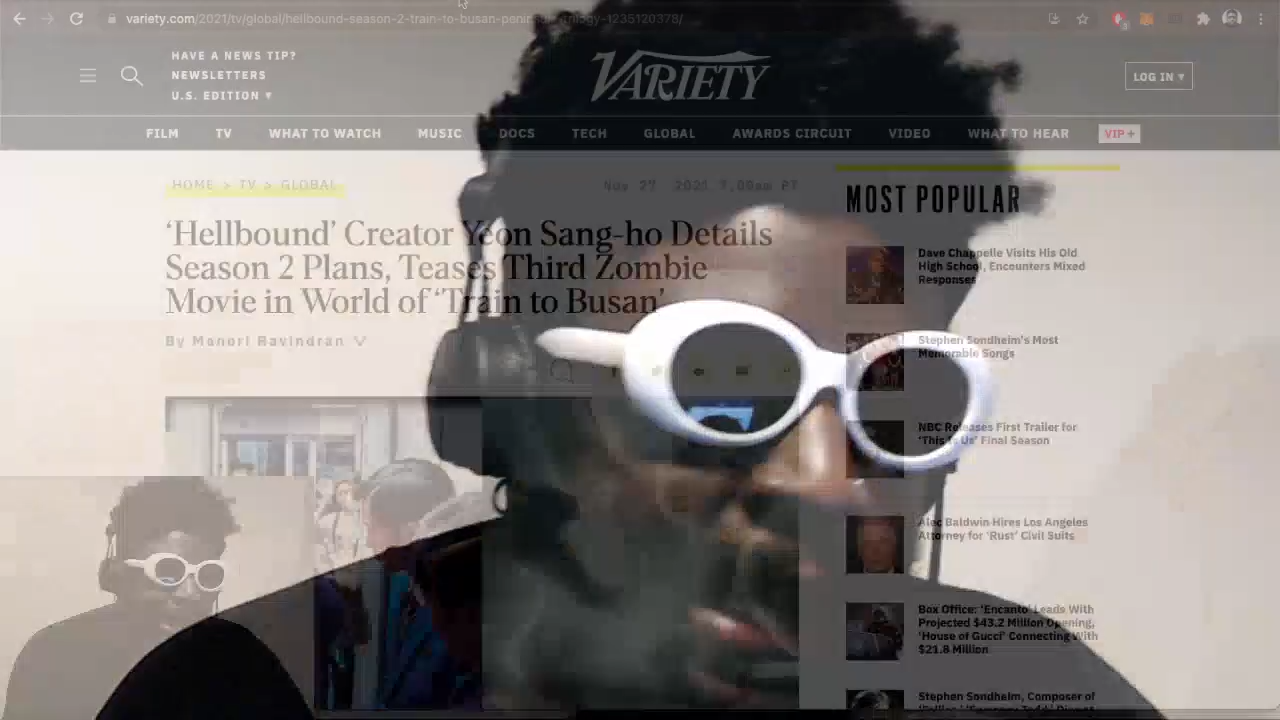 variety.com/2021/tv/global/hellbound-season-2-train-to-busan-penin
HAVE A NEWS TIP?
NEWSLETTERS
U.S. EDITION ▾
VARIETY
LOG IN ▾
FILM TV WHAT TO WATCH MUSIC DOCS TECH GLOBAL AWARDS CIRCUIT VIDEO WHAT TO HEAR VIP+
HOME > TV > GLOBAL
Nov 27, 2021 7:09am PT
‘Hellbound’ Creator Yeon Sang-ho Details
Season 2 Plans, Teases Third Zombie
Movie in World of ‘Train to Busan’
By Manori Ravindran
MOST POPULAR
Dave Chappelle Visits His Old
High School, Encounters Mixed
Responses
Stephen Sondheim's Most
Memorable Songs
NBC Releases First Trailer for
‘This Is Us’ Final Season
Alec Baldwin Hires Los Angeles
Attorney for ‘Rust’ Civil Suits
Box Office: ‘Encanto’ Leads With
Projected $43.2 Million Opening,
‘House of Gucci’ Connecting With
$21.8 Million
Stephen Sondheim, Composer of